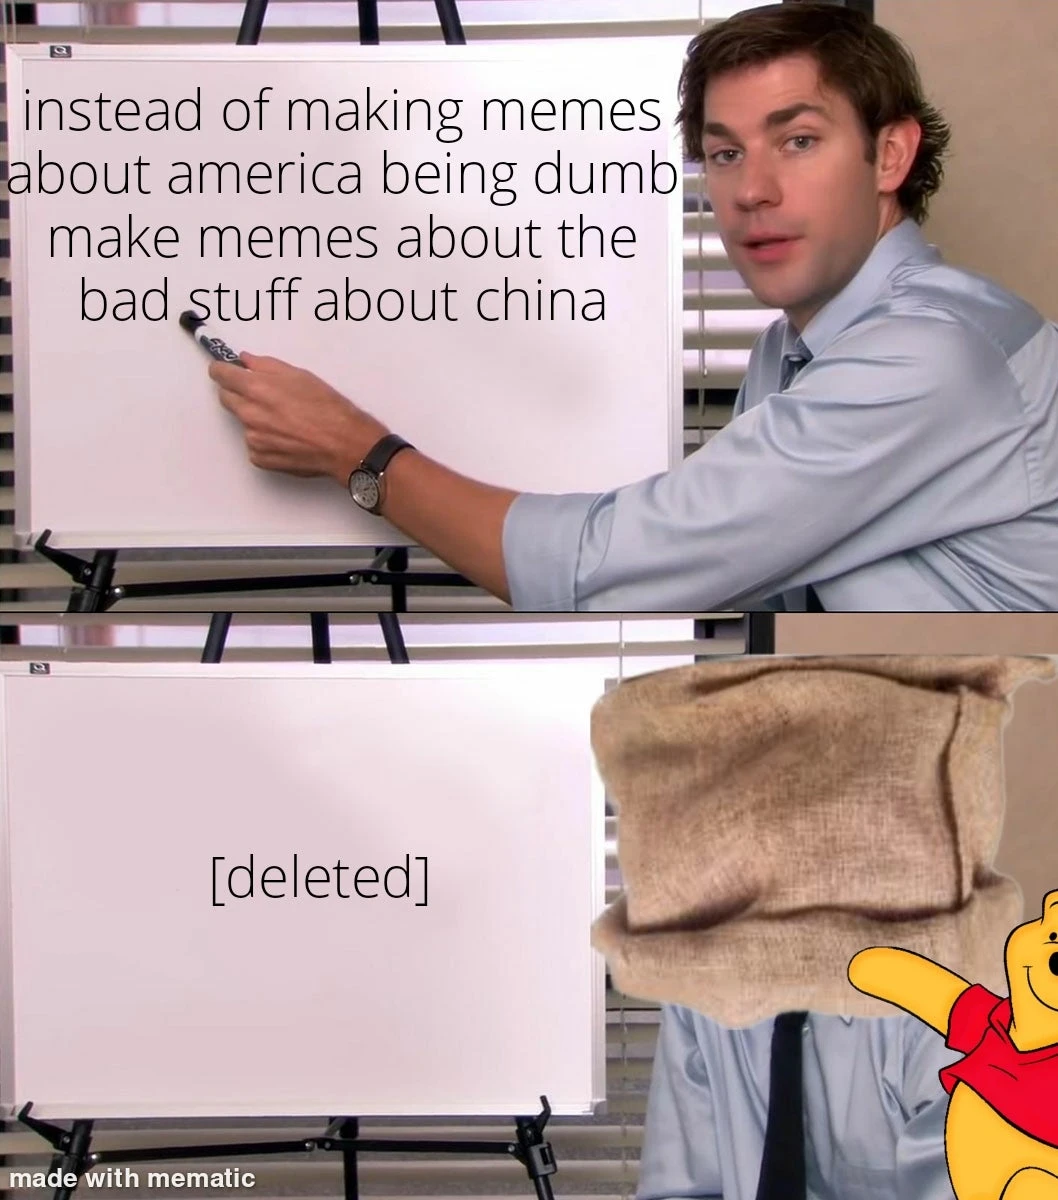 instead of making memes
about america being dumb
make memes about the
bad stuff about china
[deleted]
made with mematic